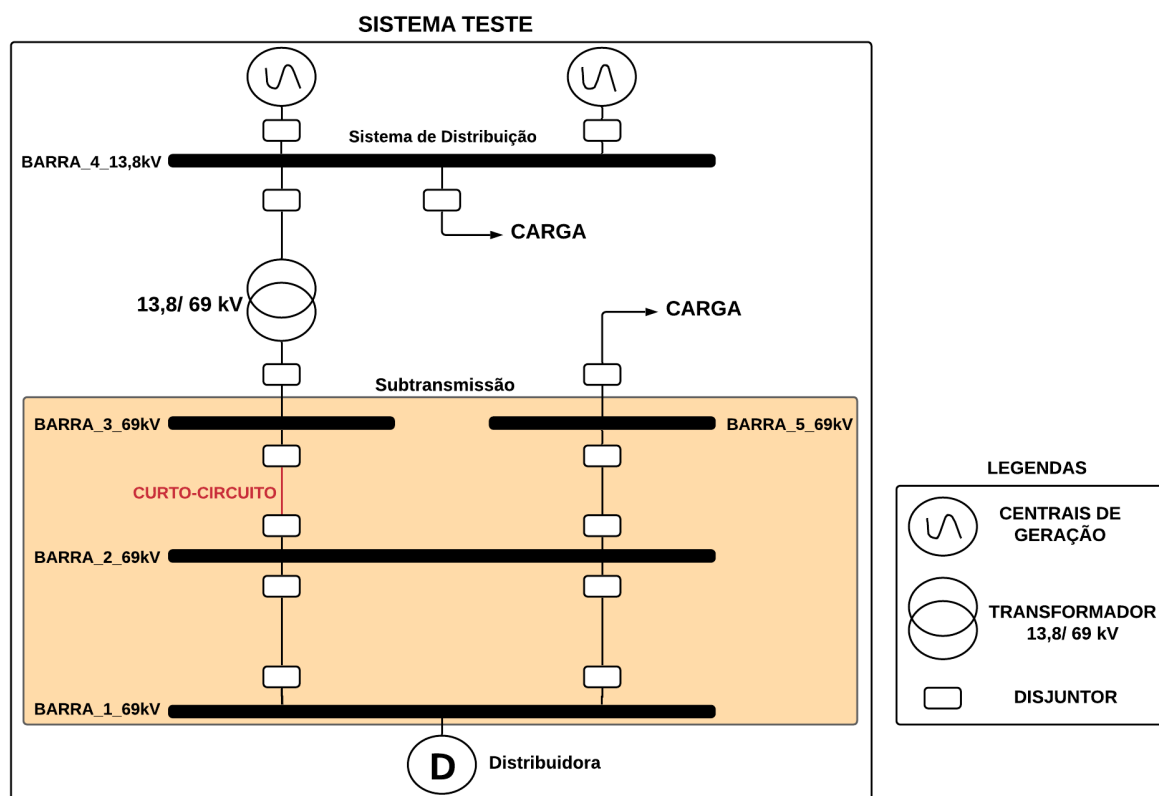 SISTEMA TESTE
Sistema de Distribuição
BARRA_4_13,8kV
CARGA
13,8/ 69 kV
CARGA
Subtransmissão
BARRA_3_69kV
BARRA_5_69kV
CURTO-CIRCUITO
BARRA_2_69kV
BARRA_1_69kV
D
Distribuidora
LEGENDAS
CENTRAIS DE
GERAÇÃO
TRANSFORMADOR
13,8/ 69 kV
DISJUNTOR